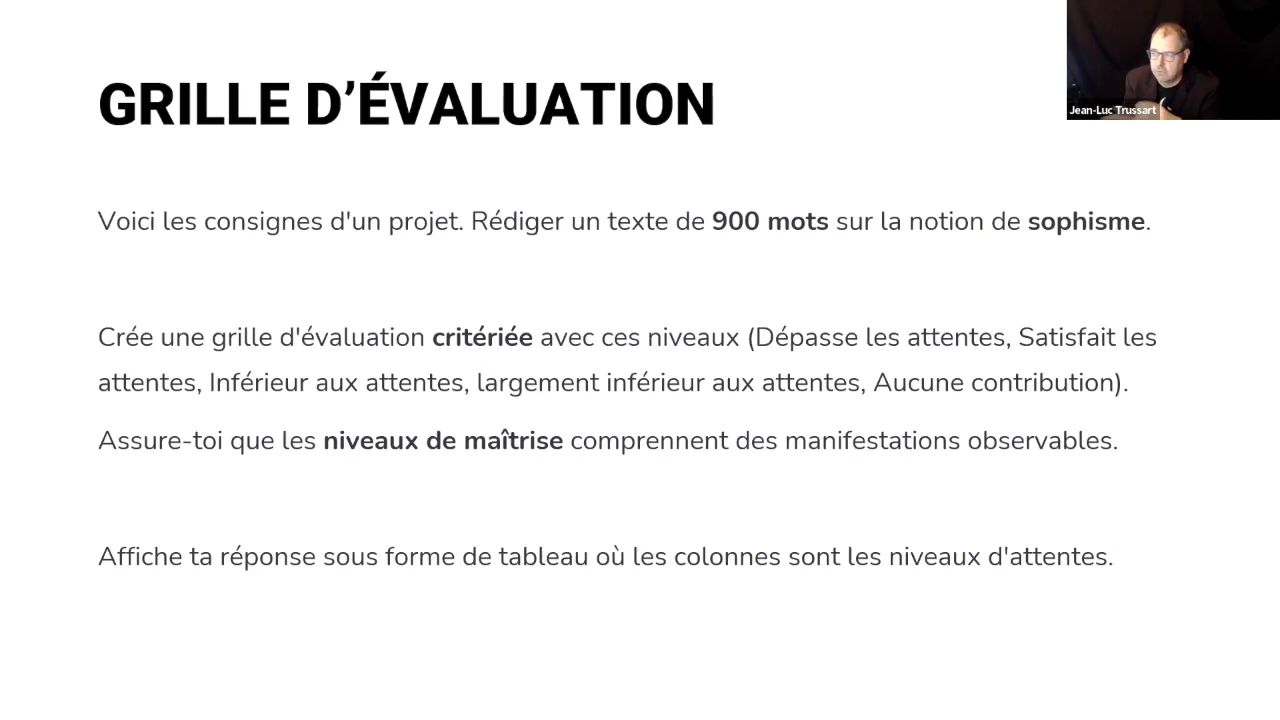 GRILLE D’ÉVALUATION
Jean-Luc Trussart
Voici les consignes d'un projet. Rédiger un texte de 900 mots sur la notion de sophisme.
Crée une grille d'évaluation critériée avec ces niveaux (Dépasse les attentes, Satisfait les
attentes, Inférieur aux attentes, largement inférieur aux attentes, Aucune contribution).
Assure-toi que les niveaux de maîtrise comprennent des manifestations observables.
Affiche ta réponse sous forme de tableau où les colonnes sont les niveaux d'attentes.